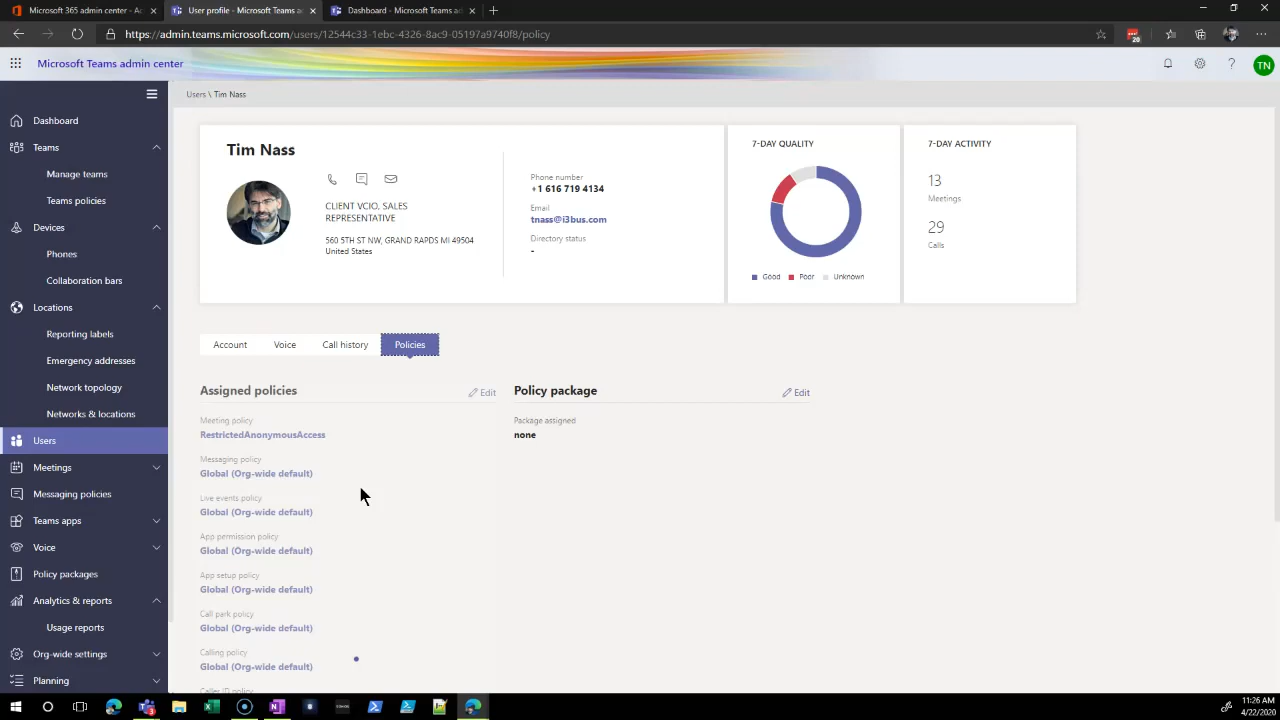 Microsoft 365 admin center - Ac
User profile - Microsoft Teams ad
Dashboard - Microsoft Teams ad
https://admin.teams.microsoft.com/users/12544c33-1ebc-4326-8ac9-05197a9740f8/policy
20
Microsoft Teams admin center
TN
Users \ Tim Nass
Dashboard
Teams
Manage teams
Teams policies
Devices
Phones
Collaboration bars
Locations
Reporting labels
Emergency addresses
Network topology
Networks & locations
Users
Meetings
Messaging policies
Teams apps
Voice
Policy packages
Analytics & reports
Usage reports
Org-wide settings
Planning
Tim Nass
CLIENT VCIO, SALES
REPRESENTATIVE
560 5TH ST NW, GRAND RAPDS MI 49504
United States
Phone number
+1 616 719 4134
Email
tnass@i3bus.com
Directory status
-
7-DAY QUALITY
Good Poor Unknown
7-DAY ACTIVITY
13
Meetings
29
Calls
Account Voice Call history Policies
Assigned policies Edit
Meeting policy
RestrictedAnonymousAccess
Messaging policy
Global (Org-wide default)
Live events policy
Global (Org-wide default)
App permission policy
Global (Org-wide default)
App setup policy
Global (Org-wide default)
Call park policy
Global (Org-wide default)
Calling policy
Global (Org-wide default)
Caller ID policy
Policy package Edit
Package assigned
none
11:26 AM
4/22/2020